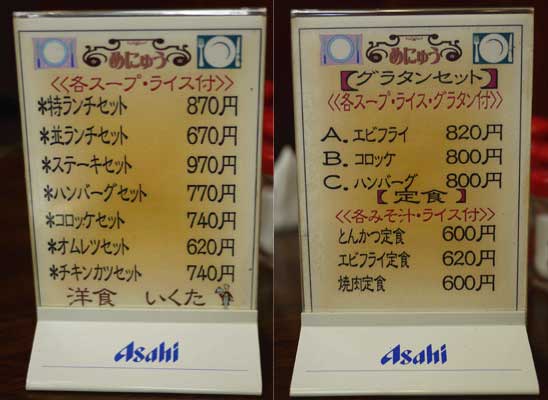 めにゅう
<<各スープ・ライス付>>
*特ランチセット 870円
*並ランチセット 670円
*ステーキセット 970円
*ハンバーグセット 770円
*コロッケセット 740円
*オムレツセット 620円
*チキンカツセット 740円
洋食 いくた
Asahi
めにゅう
【グラタンセット】
<<各スープ・ライス・グラタン付>>
A. エビフライ 820円
B. コロッケ 800円
C. ハンバーグ 800円
【定食】
<<各みそ汁・ライス付>>
とんかつ定食 600円
エビフライ定食 620円
焼肉定食 600円
Asahi